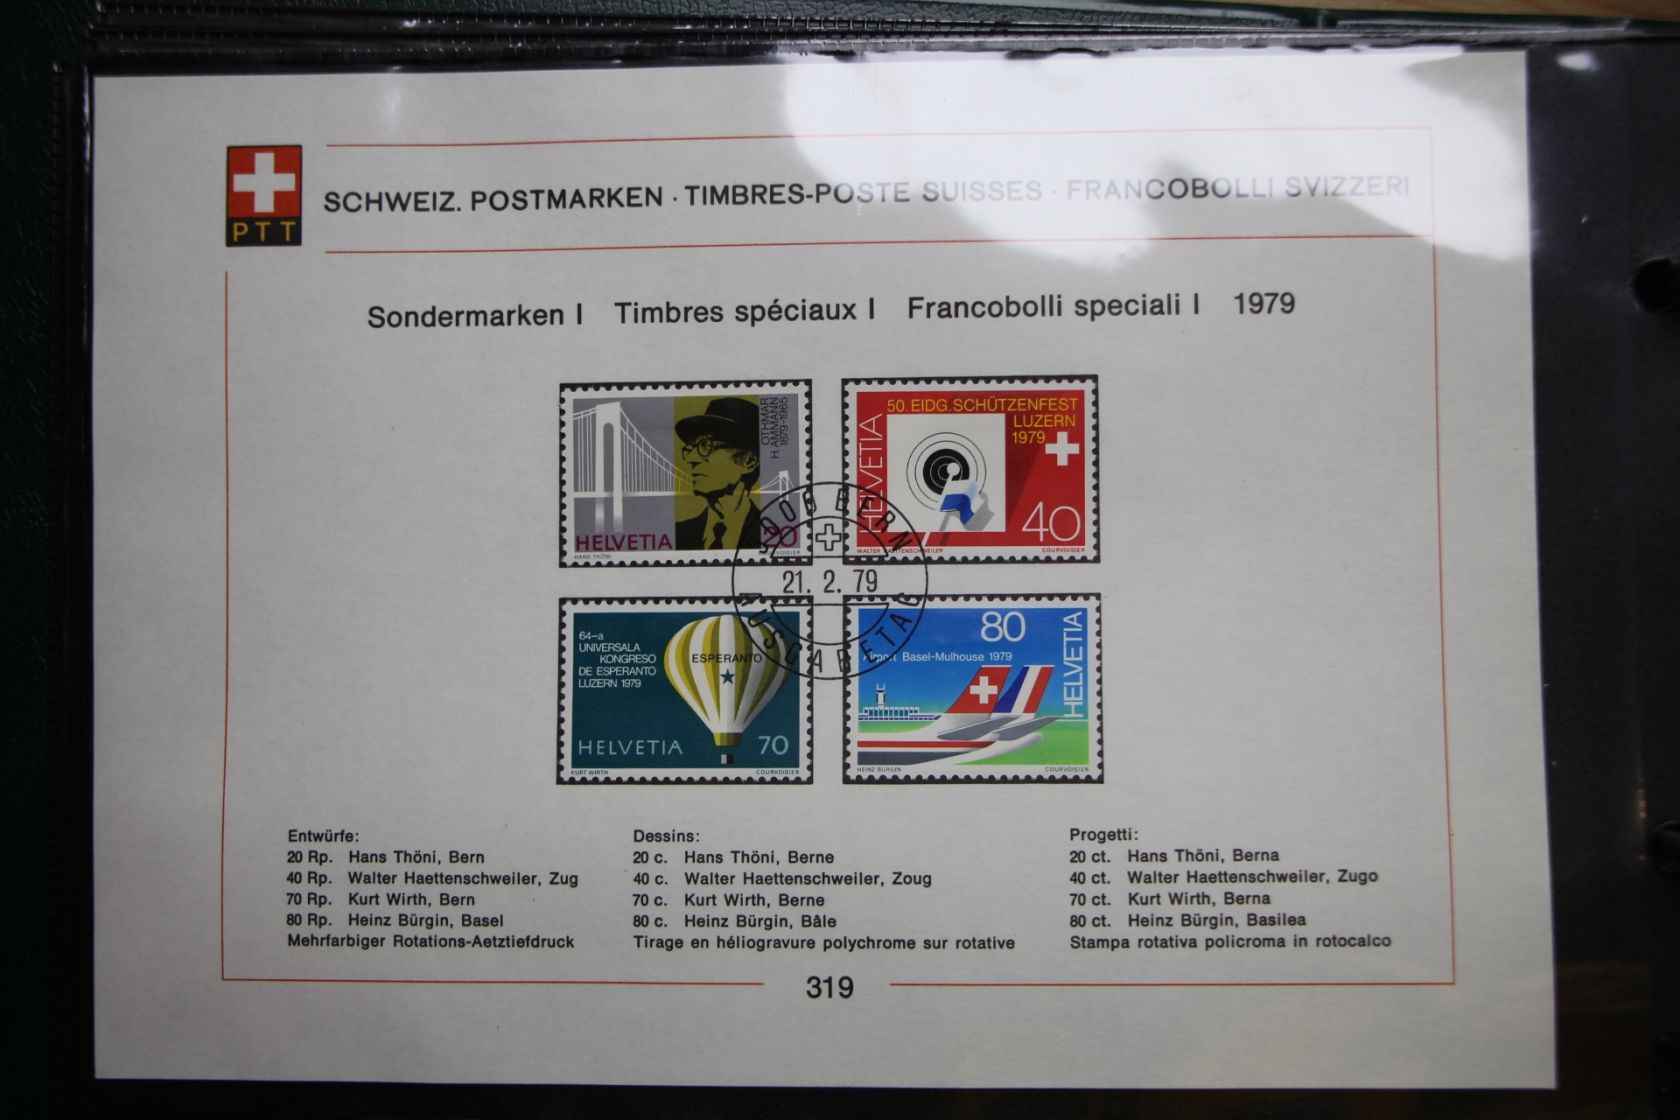 PTT
SCHWEIZ. POSTMARKEN · TIMBRES-POSTE SUISSES · FRANCOBOLLI SVIZZERI
Sondermarken I Timbres spéciaux I Francobolli speciali I 1979
OTHMAR
H. AMMANN
1879-1965
HELVETIA
20
HANS THÖNI
COURVOISIER
50. EIDG. SCHÜTZENFEST
LUZERN
1979
HELVETIA
40
WALTER HAETTENSCHWEILER
COURVOISIER
3000 BERN
21. 2. 79
AUSGABETAG
64-a
UNIVERSALA
KONGRESO
DE ESPERANTO
LUZERN 1979
ESPERANTO
HELVETIA
70
KURT WIRTH
COURVOISIER
80
Airport Basel-Mulhouse 1979
HELVETIA
HEINZ BÜRGIN
COURVOISIER
Entwürfe:
20 Rp. Hans Thöni, Bern
40 Rp. Walter Haettenschweiler, Zug
70 Rp. Kurt Wirth, Bern
80 Rp. Heinz Bürgin, Basel
Mehrfarbiger Rotations-Aetztiefdruck
Dessins:
20 c. Hans Thöni, Berne
40 c. Walter Haettenschweiler, Zoug
70 c. Kurt Wirth, Berne
80 c. Heinz Bürgin, Bâle
Tirage en héliogravure polychrome sur rotative
Progetti:
20 ct. Hans Thöni, Berna
40 ct. Walter Haettenschweiler, Zugo
70 ct. Kurt Wirth, Berna
80 ct. Heinz Bürgin, Basilea
Stampa rotativa policroma in rotocalco
319